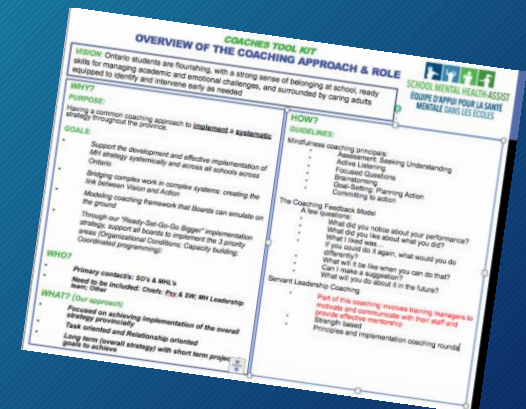 COACHES TOOL KIT
OVERVIEW OF THE COACHING APPROACH & ROLE
VISION: Ontario students are flourishing, with a strong sense of belonging at school, ready
skills for managing academic and emotional challenges, and surrounded by caring adults
equipped to identify and intervene early as needed
SCHOOL MENTAL HEALTH-ASSIST
ÉQUIPE D'APPUI POUR LA SANTÉ
MENTALE DANS LES ÉCOLES
WHY?
PURPOSE:
Having a common coaching approach to implement a systematic
strategy throughout the province.
GOALS:
Support the development and effective implementation of
MH strategy systemically and across all schools across
Ontario
Bridging complex work in complex systems: creating the
link between Vision and Action
Modeling coaching framework that Boards can emulate on
the ground
Through our "Ready-Set-Go-Go Bigger" implementation
strategy, support all boards to implement the 3 priority
areas (Organizational Conditions; Capacity building;
Coordinated programming):
WHO?
Primary contacts: SO's & MHL's
Need to be included: Chiefs: Psy & SW, MH Leadership
team; Other
WHAT? (Our approach)
Focused on achieving implementation of the overall
strategy provincially
Task oriented and Relationship oriented
Long term (overall strategy) with short term project
goals to achieve
HOW?
GUIDELINES:
Mindfulness coaching principals:
Assessment: Seeking Understanding
Active Listening
Focused Questions
Brainstorming
Goal-Setting: Planning Action
Committing to action
The Coaching Feedback Model
A few questions:
What did you notice about your performance?
What did you like about what you did?
What I liked was...
If you could do it again, what would you do
differently?
What will it be like when you can do that?
Can I make a suggestion?
What will you do about it in the future?
Servant Leadership Coaching
Part of this coaching involves training managers to
motivate and communicate with their staff and
provide effective mentorship
Strength based
Principles and implementation coaching rounds